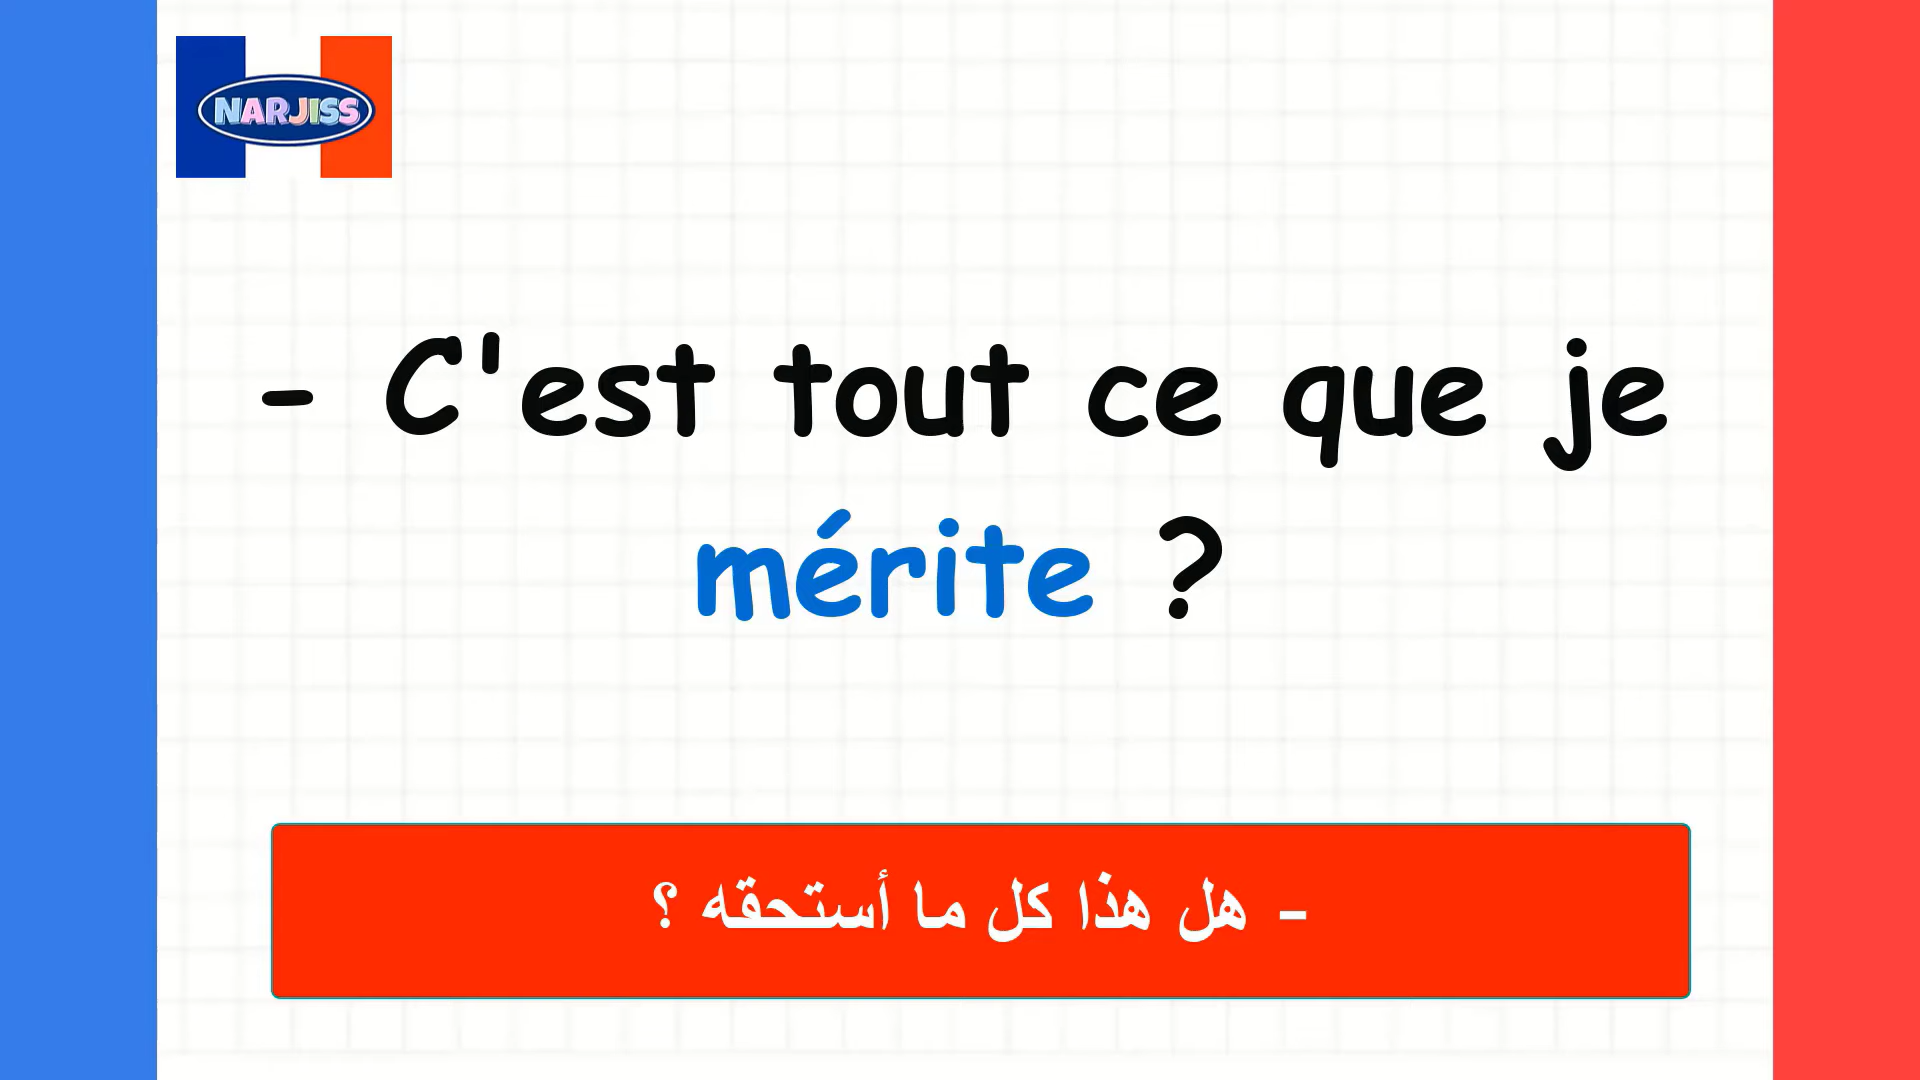 NARJISS
- C'est tout ce que je
mérite ?
- هل هذا كل ما أستحقه ؟